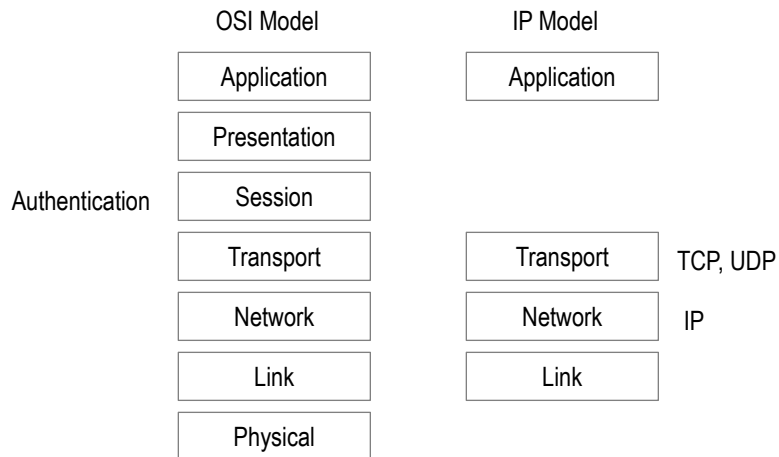 OSI Model IP Model
Application Application
Presentation
Authentication Session
Transport Transport TCP, UDP
Network Network IP
Link Link
Physical